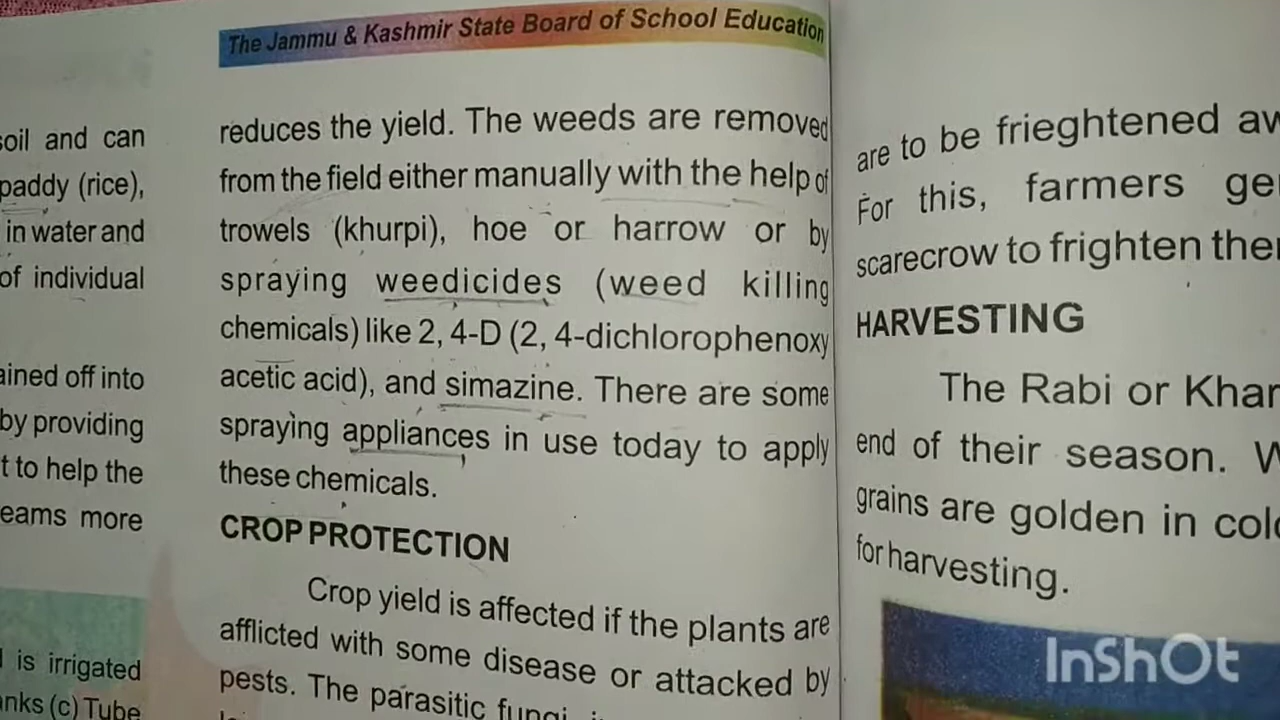 soil and can
paddy (rice),
in water and
of individual
ained off into
by providing
t to help the
eams more
is irrigated
anks (c) Tube
The Jammu & Kashmir State Board of School Education
reduces the yield. The weeds are removed
from the field either manually with the help of
trowels (khurpi), hoe or harrow or by
spraying weedicides (weed killing
chemicals) like 2, 4-D (2, 4-dichlorophenoxy
acetic acid), and simazine. There are some
spraying appliances in use today to apply
these chemicals.
CROP PROTECTION
Crop yield is affected if the plants are
afflicted with some disease or attacked by
pests. The parasitic fungi,
are to be frieghtened aw
For this, farmers ge
scarecrow to frighten the
HARVESTING
The Rabi or Khar
end of their season. W
grains are golden in col
for harvesting.
InShOt